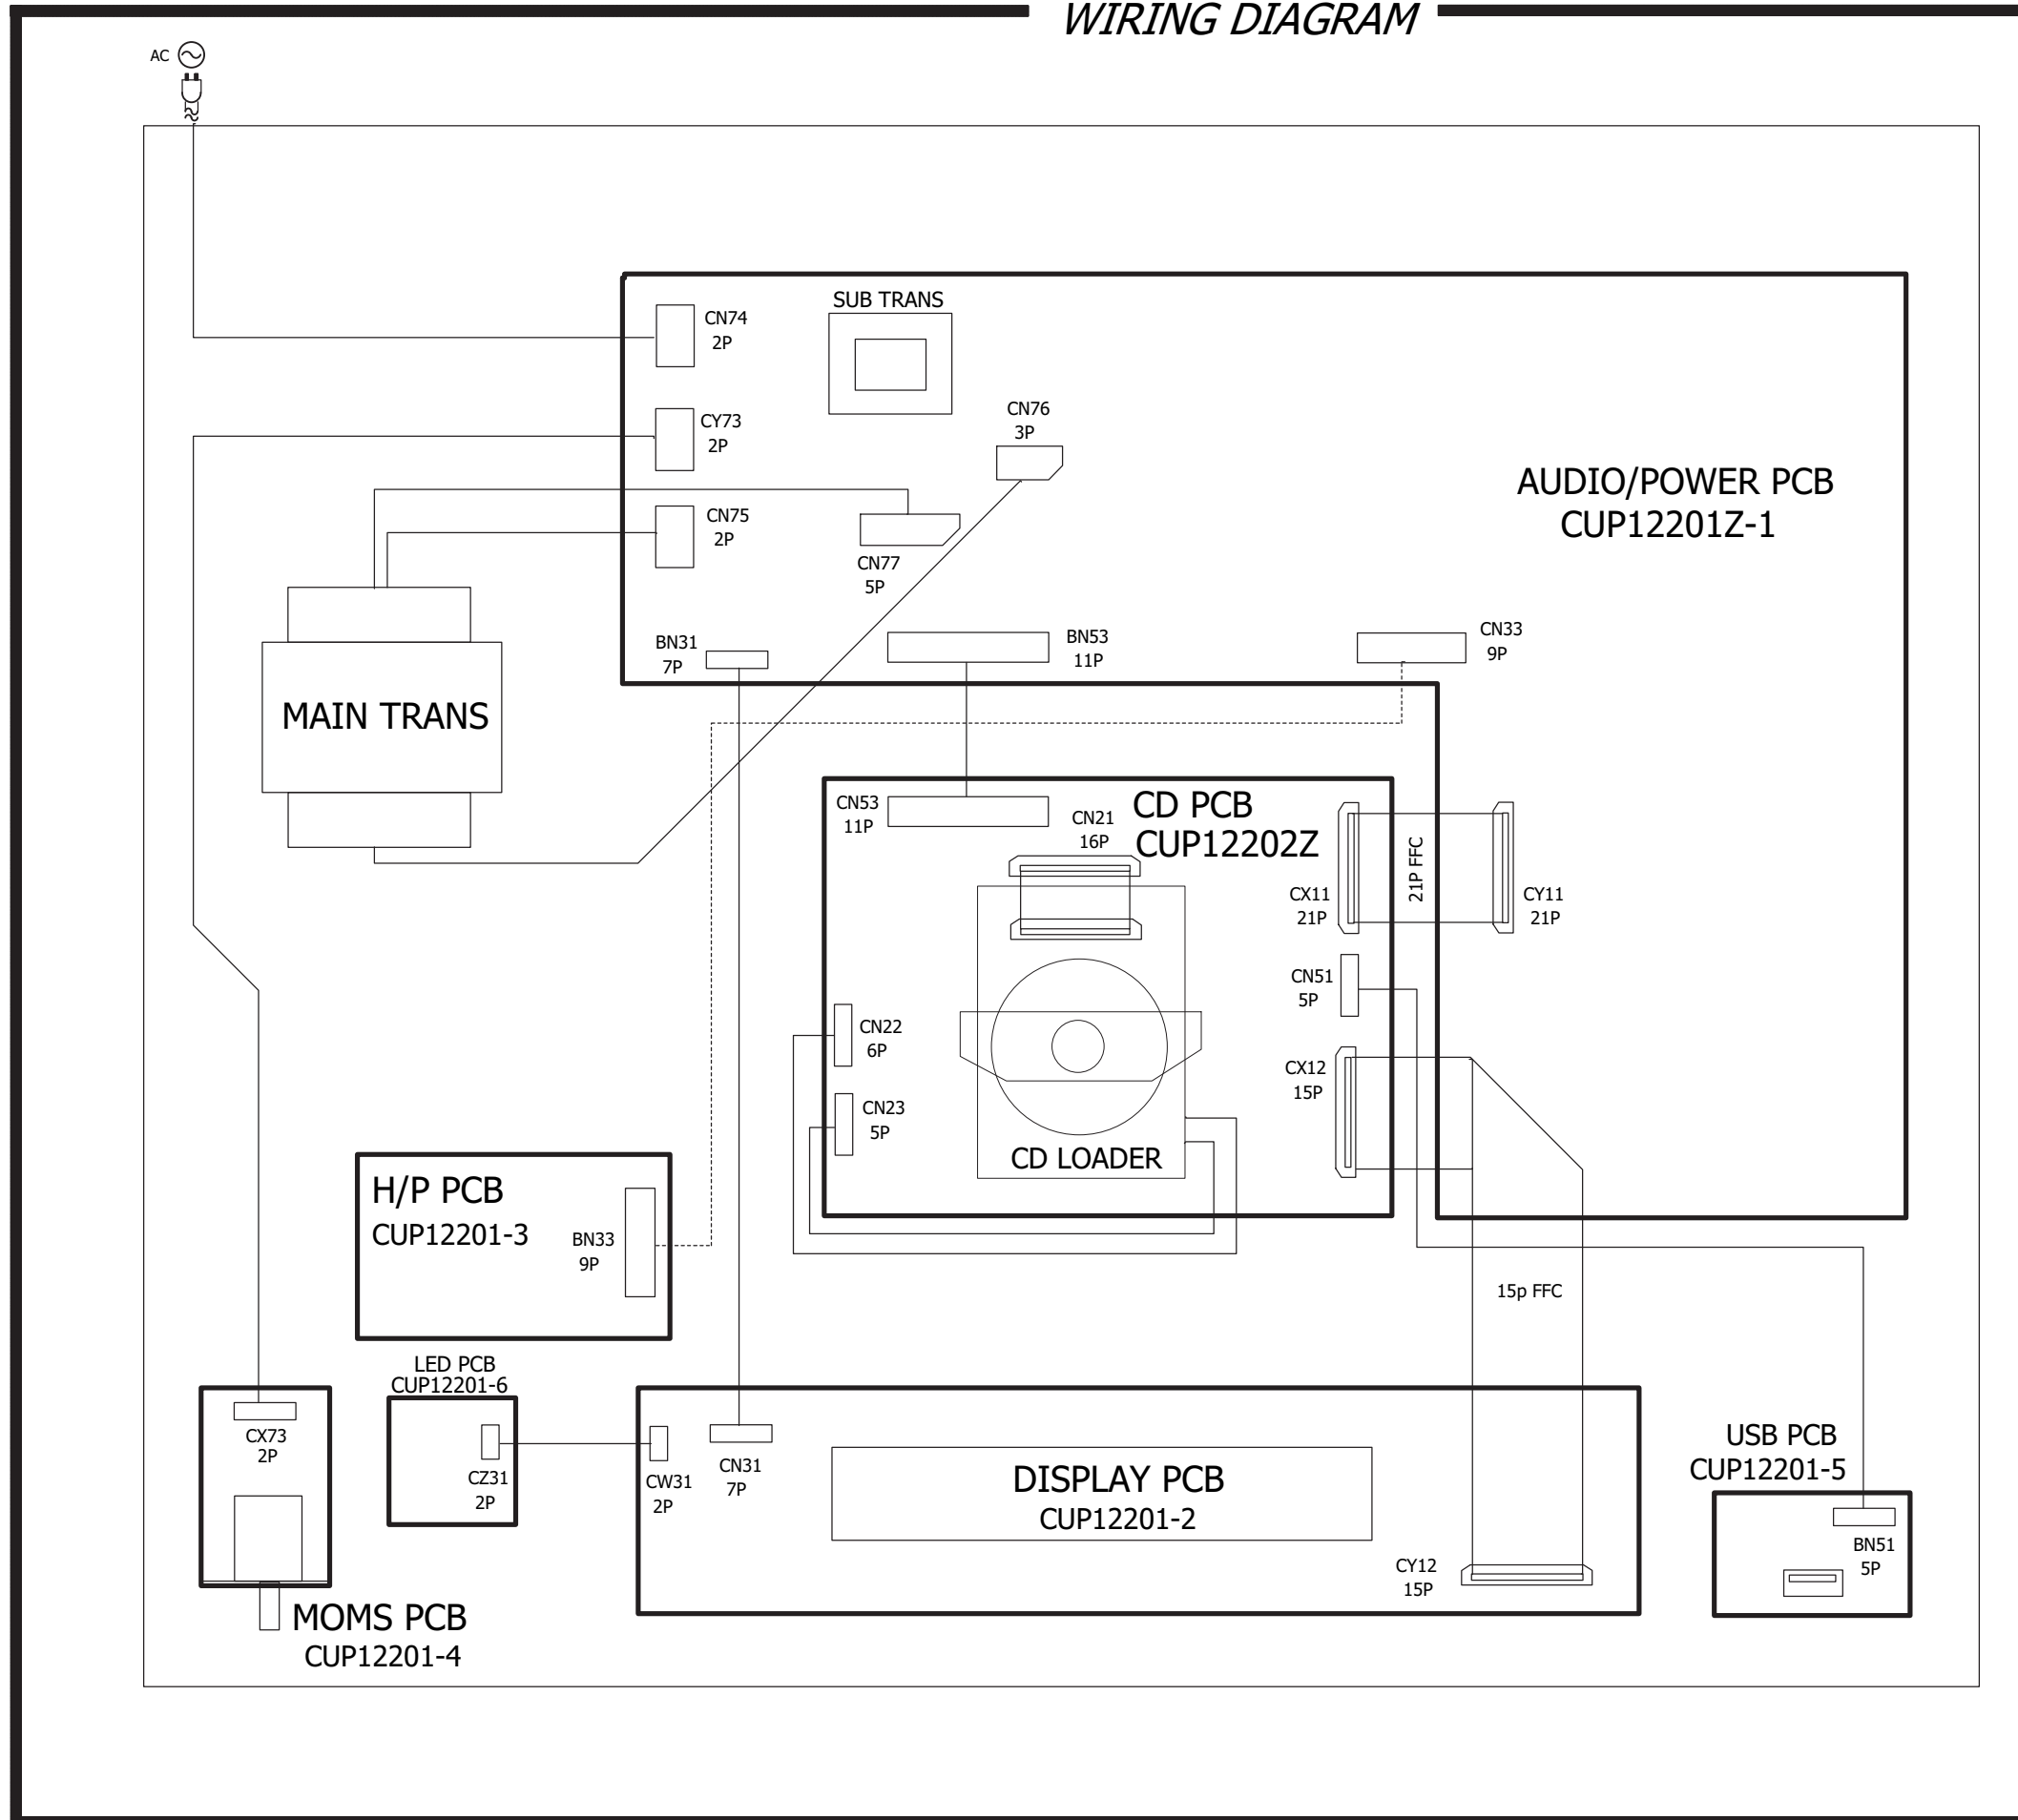 WIRING DIAGRAM
AC
SUB TRANS
CN74
2P
CN76
3P
CY73
2P
AUDIO/POWER PCB
CUP12201Z-1
CN75
2P
CN77
5P
BN31
7P
BN53
11P
CN33
9P
MAIN TRANS
CN53
11P
CD PCB
CUP12202Z
CN21
16P
21P FFC
CX11
21P
CY11
21P
CN51
5P
CN22
6P
CX12
15P
CN23
5P
CD LOADER
H/P PCB
CUP12201-3
BN33
9P
15p FFC
LED PCB
CUP12201-6
CX73
2P
CZ31
2P
CW31
2P
CN31
7P
DISPLAY PCB
CUP12201-2
USB PCB
CUP12201-5
BN51
5P
CY12
15P
MOMS PCB
CUP12201-4